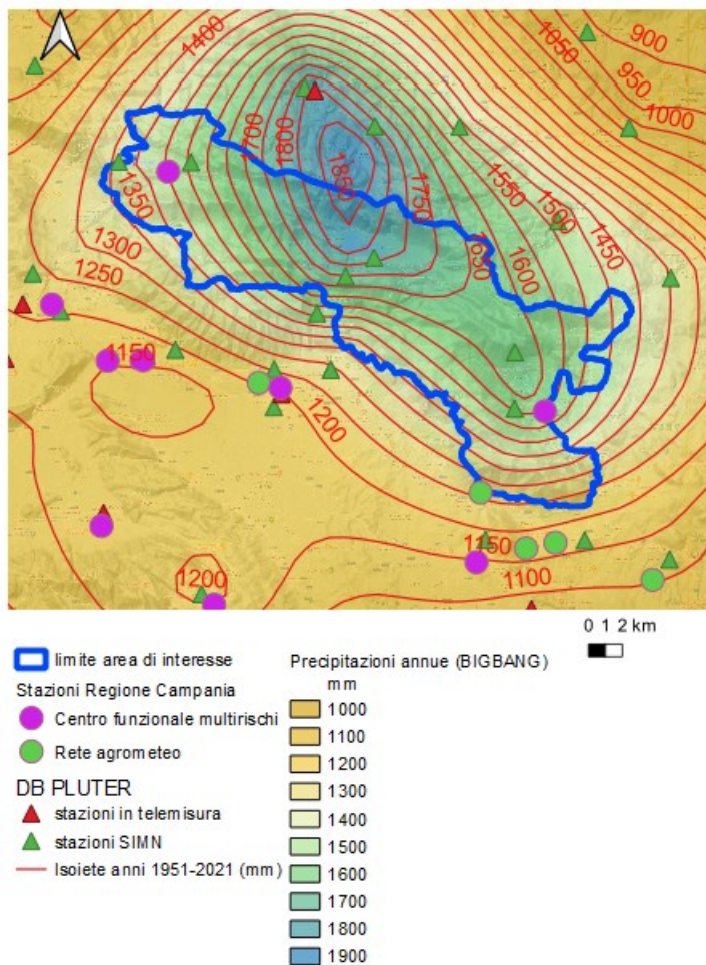 1400
1050
900
950
1000
1700
1800
1850
1350
1750
1550
1500
1450
1650
1600
1300
1250
1150
1200
1150
1100
1200
0 1 2 km
limite area di interesse
Stazioni Regione Campania
Centro funzionale multirischi
Rete agrometeo
DB PLUTER
stazioni in telemisura
stazioni SIMN
Isoiete anni 1951-2021 (mm)
Precipitazioni annue (BIGBANG)
mm
1000
1100
1200
1300
1400
1500
1600
1700
1800
1900